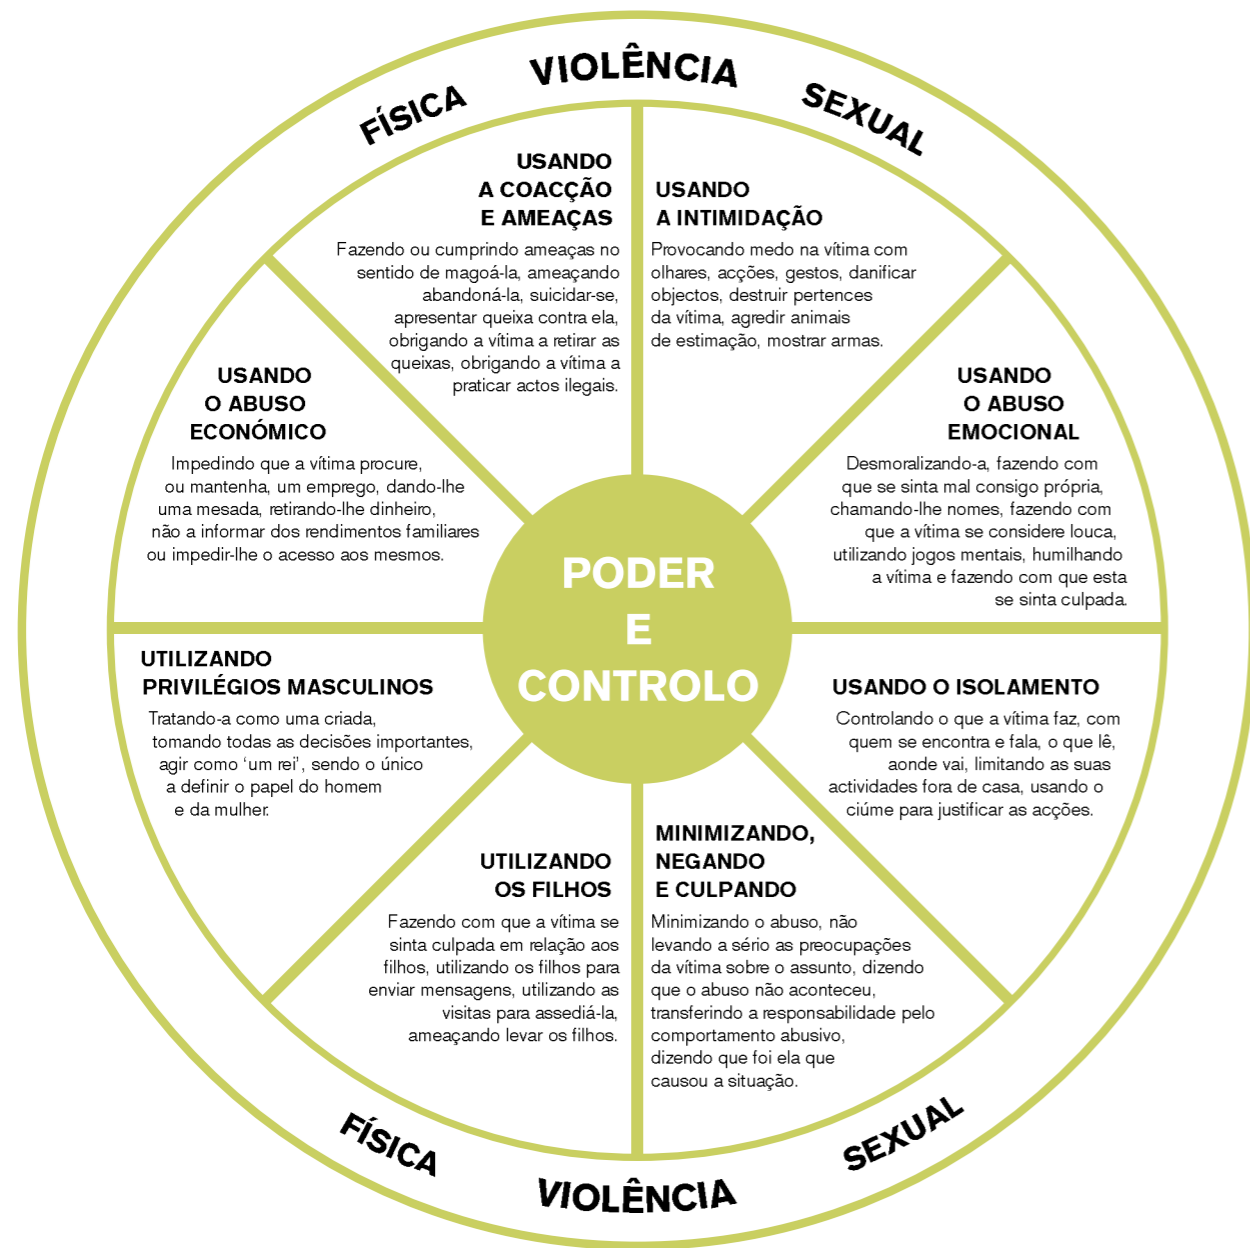 FÍSICA
VIOLÊNCIA
SEXUAL
USANDO
A COACÇÃO
E AMEAÇAS
Fazendo ou cumprindo ameaças no
sentido de magoá-la, ameaçando
abandoná-la, suicidar-se,
apresentar queixa contra ela,
obrigando a vítima a retirar as
queixas, obrigando a vítima a
praticar actos ilegais.
USANDO
A INTIMIDAÇÃO
Provocando medo na vítima com
olhares, acções, gestos, danificar
objectos, destruir pertences
da vítima, agredir animais
de estimação, mostrar armas.
USANDO
O ABUSO
ECONÓMICO
Impedindo que a vítima procure,
ou mantenha, um emprego, dando-lhe
uma mesada, retirando-lhe dinheiro,
não a informar dos rendimentos familiares
ou impedir-lhe o acesso aos mesmos.
USANDO
O ABUSO
EMOCIONAL
Desmoralizando-a, fazendo com
que se sinta mal consigo própria,
chamando-lhe nomes, fazendo com
que a vítima se considere louca,
utilizando jogos mentais, humilhando
a vítima e fazendo com que esta
se sinta culpada.
PODER
E
CONTROLO
UTILIZANDO
PRIVILÉGIOS MASCULINOS
Tratando-a como uma criada,
tomando todas as decisões importantes,
agir como ‘um rei’, sendo o único
a definir o papel do homem
e da mulher.
USANDO O ISOLAMENTO
Controlando o que a vítima faz, com
quem se encontra e fala, o que lê,
aonde vai, limitando as suas
actividades fora de casa, usando o
ciúme para justificar as acções.
UTILIZANDO
OS FILHOS
Fazendo com que a vítima se
sinta culpada em relação aos
filhos, utilizando os filhos para
enviar mensagens, utilizando as
visitas para assediá-la,
ameaçando levar os filhos.
MINIMIZANDO,
NEGANDO
E CULPANDO
Minimizando o abuso, não
levando a sério as preocupações
da vítima sobre o assunto, dizendo
que o abuso não aconteceu,
transferindo a responsabilidade pelo
comportamento abusivo,
dizendo que foi ela que
causou a situação.
FÍSICA
VIOLÊNCIA
SEXUAL